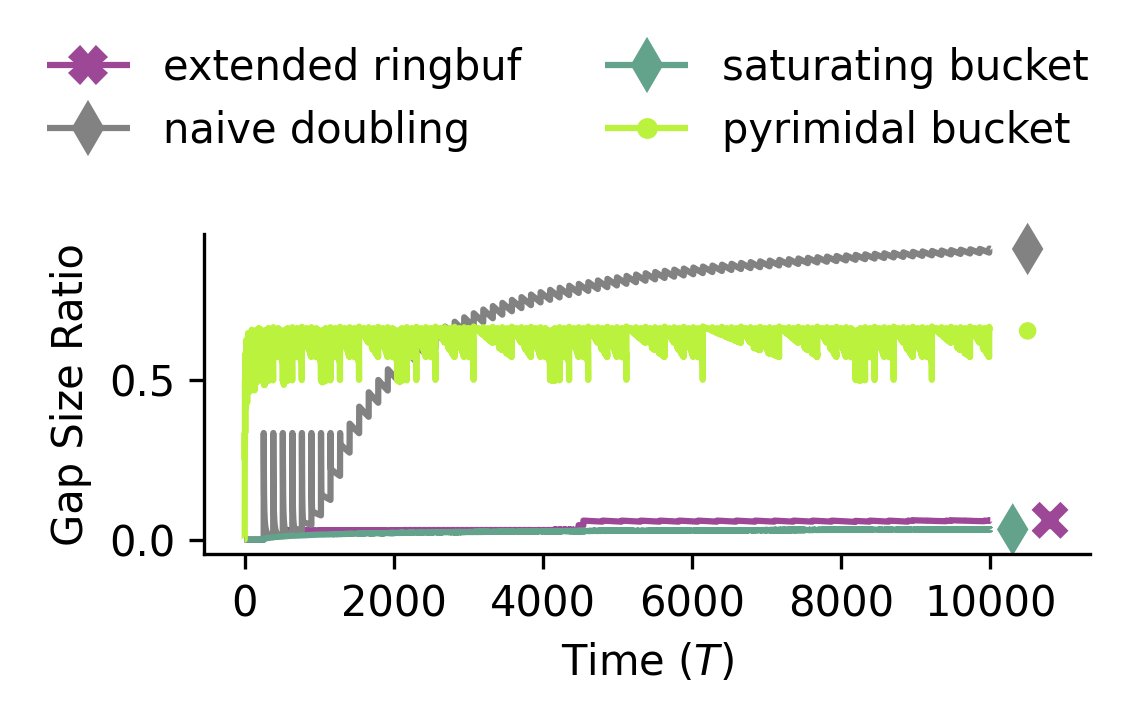 extended ringbuf
naive doubling
saturating bucket
pyrimidal bucket
Gap Size Ratio
0.5
0.0
0 2000 4000 6000 8000 10000
Time (T)